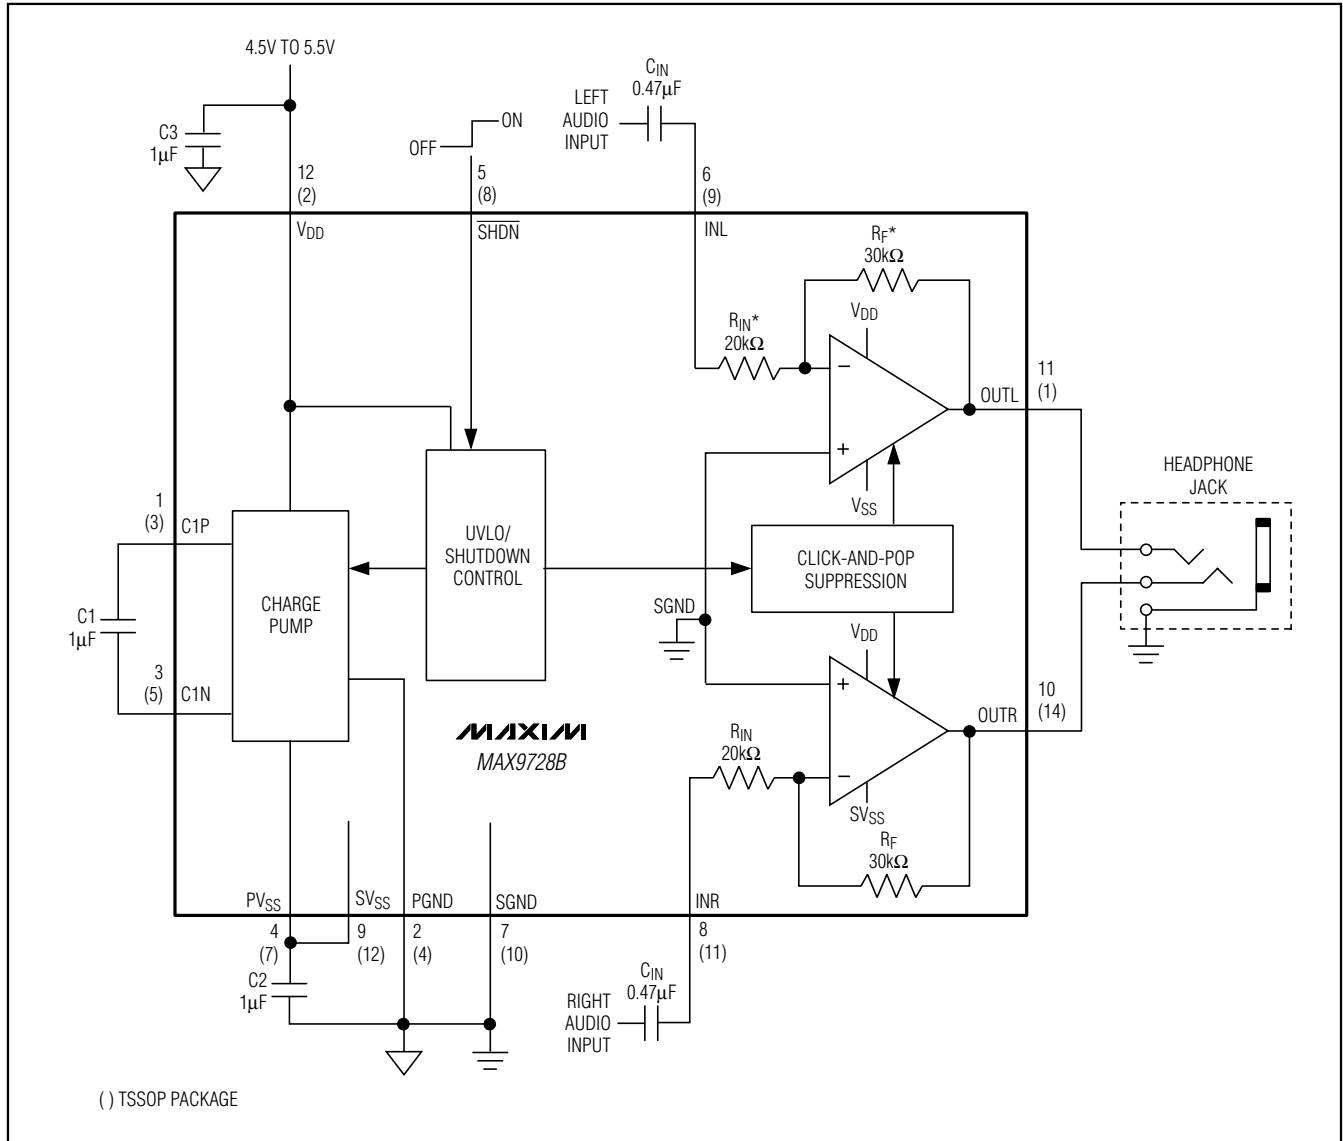 4.5V TO 5.5V
C3
1µF
12
(2)
VDD
OFF
ON
5
(8)
SHDN
LEFT
AUDIO
INPUT
CIN
0.47µF
6
(9)
INL
RF*
30kΩ
RIN*
20kΩ
VDD
−
+
VSS
OUTL
11
(1)
HEADPHONE
JACK
1
(3)
C1P
C1
1µF
3
(5)
C1N
CHARGE
PUMP
UVLO/
SHUTDOWN
CONTROL
CLICK-AND-POP
SUPPRESSION
SGND
VDD
+
−
SVSS
OUTR
10
(14)
MAXIM
MAX9728B
RIN
20kΩ
RF
30kΩ
PVSS
SVSS
PGND
SGND
INR
4
(7)
9
(12)
2
(4)
7
(10)
8
(11)
C2
1µF
RIGHT
AUDIO
INPUT
CIN
0.47µF
( ) TSSOP PACKAGE